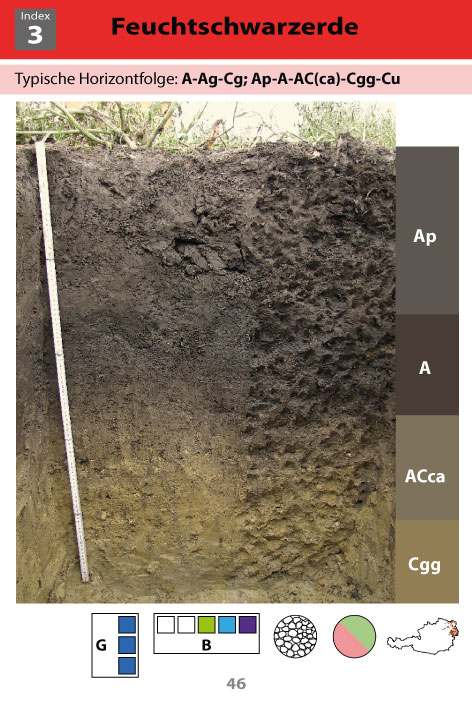 Index
3
Feuchtschwarzerde
Typische Horizontfolge: A-Ag-Cg; Ap-A-AC(ca)-Cgg-Cu
Ap
A
ACca
Cgg
G
B
46